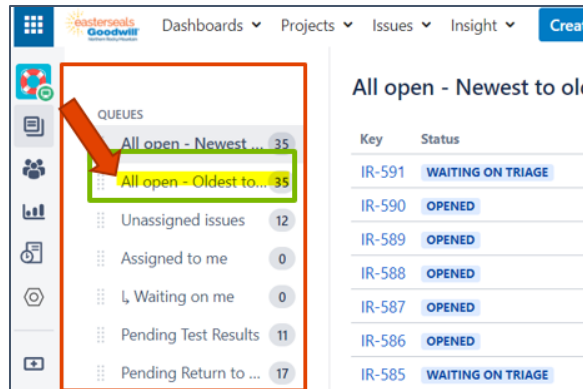 easterseals
Goodwill
Northern Rocky Mountain
Dashboards Projects Issues Insight Crea
QUEUES
All open - Newest ... 35
All open - Oldest to... 35
Unassigned issues 12
Assigned to me 0
↳ Waiting on me 0
Pending Test Results 11
Pending Return to ... 17
All open - Newest to ol
Key Status
IR-591 WAITING ON TRIAGE
IR-590 OPENED
IR-589 OPENED
IR-588 OPENED
IR-587 OPENED
IR-586 OPENED
IR-585 WAITING ON TRIAGE